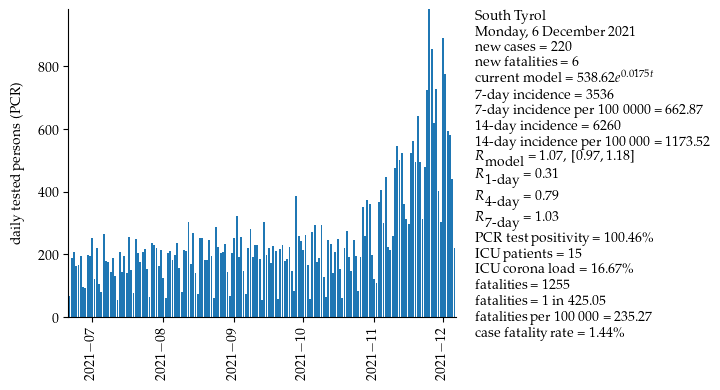 daily tested persons (PCR)
800
600
400
200
0
2021−07
2021−08
2021−09
2021−10
2021−11
2021−12
South Tyrol
Monday, 6 December 2021
new cases = 220
new fatalities = 6
current model = 538.62e^0.0175t
7-day incidence = 3536
7-day incidence per 100 0000 = 662.87
14-day incidence = 6260
14-day incidence per 100 000 = 1173.52
R_model = 1.07, [0.97, 1.18]
R_1-day = 0.31
R_4-day = 0.79
R_7-day = 1.03
PCR test positivity = 100.46%
ICU patients = 15
ICU corona load = 16.67%
fatalities = 1255
fatalities = 1 in 425.05
fatalities per 100 000 = 235.27
case fatality rate = 1.44%